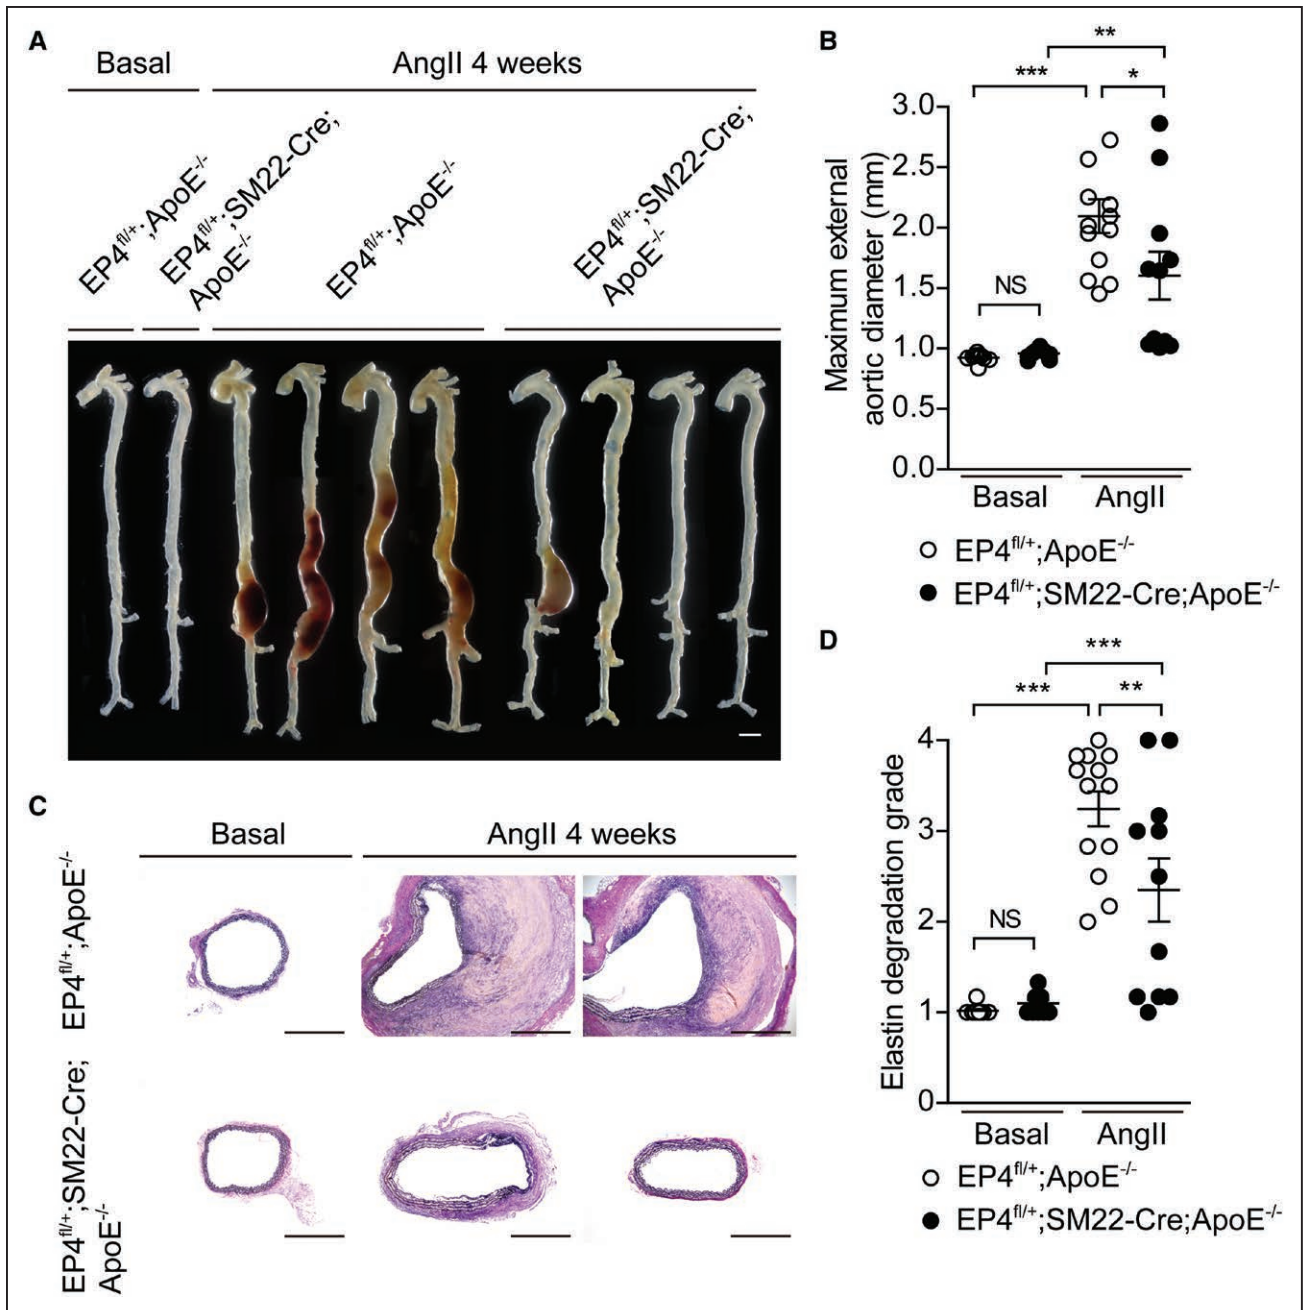 A
Basal
AngII 4 weeks
EP4fl/+;ApoE-/-
EP4fl/+;SM22-Cre;
ApoE-/-
EP4fl/+;ApoE-/-
EP4fl/+;SM22-Cre;
ApoE-/-
B
**
***
*
Maximum external
aortic diameter (mm)
3.0
2.5
2.0
1.5
1.0
0.5
0.0
NS
Basal
AngII
EP4fl/+;ApoE-/-
EP4fl/+;SM22-Cre;ApoE-/-
C
Basal
AngII 4 weeks
EP4fl/+;ApoE-/-
EP4fl/+;SM22-Cre;
ApoE-/-
D
***
***
**
Elastin degradation grade
4
3
2
1
0
NS
Basal
AngII
EP4fl/+;ApoE-/-
EP4fl/+;SM22-Cre;ApoE-/-